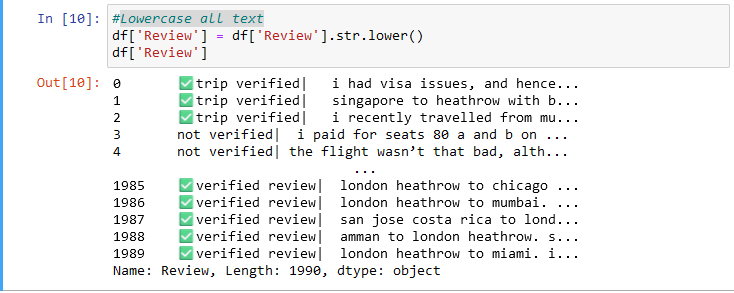 In [10]: #Lowercase all text
df['Review'] = df['Review'].str.lower()
df['Review']
Out[10]: 0 ✅trip verified| i had visa issues, and hence...
1 ✅trip verified| singapore to heathrow with b...
2 ✅trip verified| i recently travelled from mu...
3 not verified| i paid for seats 80 a and b on ...
4 not verified| the flight wasn’t that bad, alth...
...
1985 ✅verified review| london heathrow to chicago ...
1986 ✅verified review| london heathrow to mumbai. ...
1987 ✅verified review| san jose costa rica to lond...
1988 ✅verified review| amman to london heathrow. s...
1989 ✅verified review| london heathrow to miami. i...
Name: Review, Length: 1990, dtype: object